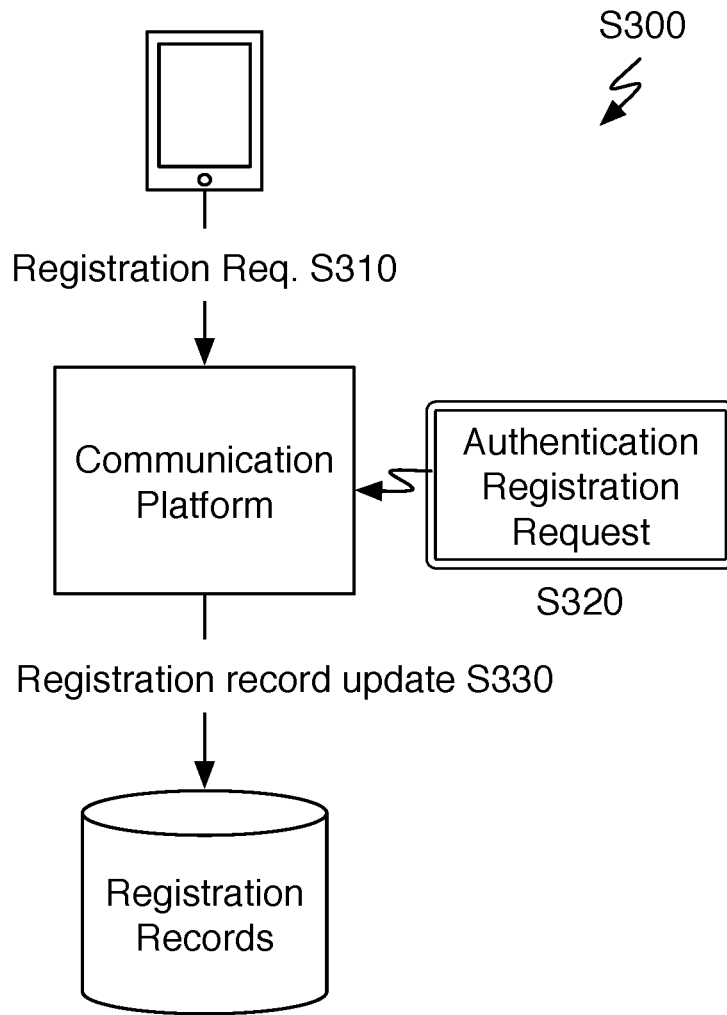 S300
Registration Req. S310
Communication
Platform
Authentication
Registration
Request
S320
Registration record update S330
Registration
Records